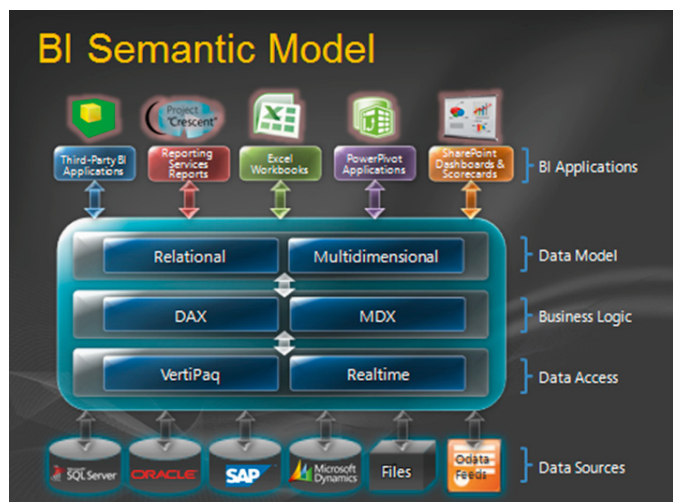 BI Semantic Model
Project
"Crescent"
Third-Party BI
Applications
Reporting
Services
Reports
Excel
Workbooks
PowerPivot
Applications
SharePoint
Dashboards &
Scorecards
BI Applications
Relational
Multidimensional
Data Model
DAX
MDX
Business Logic
VertiPaq
Realtime
Data Access
SQL Server
ORACLE
SAP
Microsoft
Dynamics
Files
Odata
Feeds
Data Sources